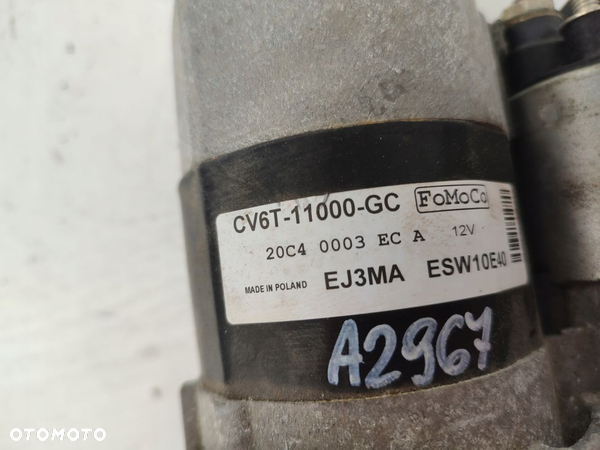 CV6T-11000-GC FoMoCo
20C4 0003 EC A 12V
MADE IN POLAND EJ3MA ESW10E40
A2967
OTOMOTO